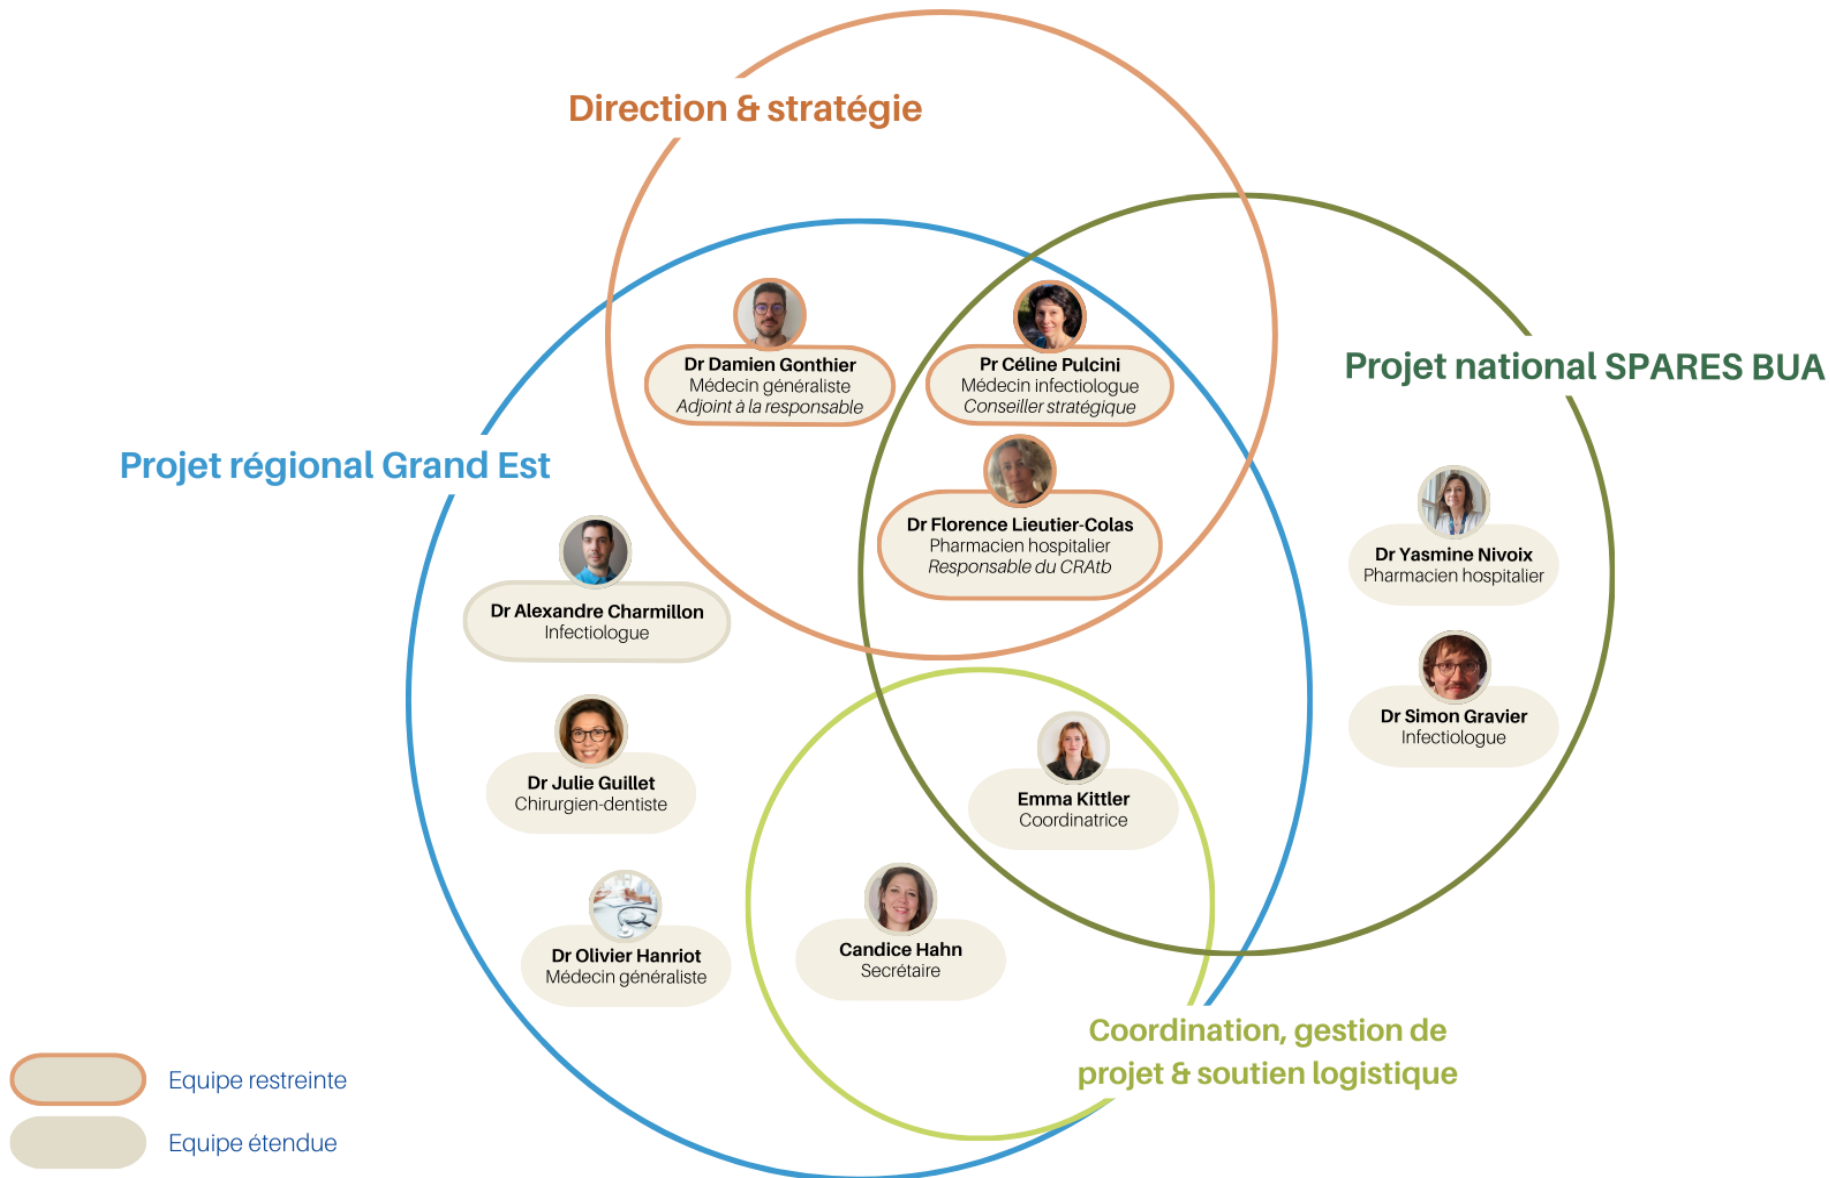 Direction & stratégie
Projet national SPARES BUA
Projet régional Grand Est
Dr Damien Gonthier
Médecin généraliste
Adjoint à la responsable
Pr Céline Pulcini
Médecin infectiologue
Conseiller stratégique
Dr Florence Lieutier-Colas
Pharmacien hospitalier
Responsable du CRAtb
Dr Yasmine Nivoix
Pharmacien hospitalier
Dr Alexandre Charmillon
Infectiologue
Dr Simon Gravier
Infectiologue
Dr Julie Guillet
Chirurgien-dentiste
Emma Kittler
Coordinatrice
Dr Olivier Hanriot
Médecin généraliste
Candice Hahn
Secrétaire
Coordination, gestion de
projet & soutien logistique
Equipe restreinte
Equipe étendue